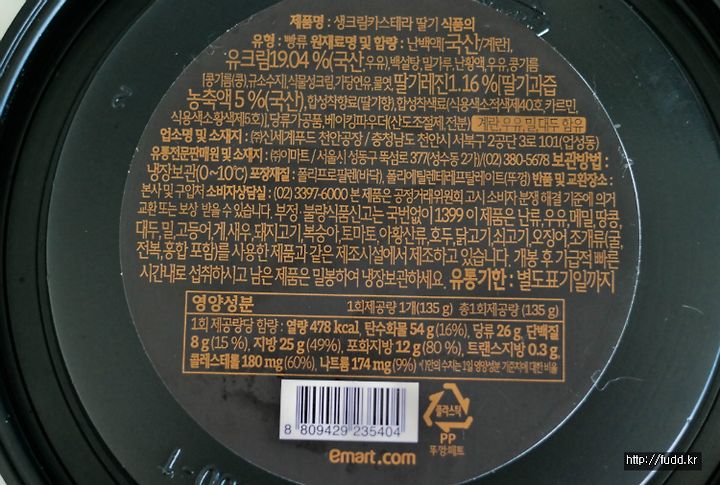 제품명 : 생크림카스테라 딸기 식품의
유형 : 빵류 원재료명 및 함량 : 난백액(국산/계란),
유크림19.04 %(국산,우유), 백설탕, 밀가루, 난황액, 우유, 콩기름
[콩기름(콩), 규소수지], 식물성크림, 가당연유, 물엿, 딸기레진1.16 %[딸기과즙
농축액 5 %(국산), 합성착향료(딸기향), 합성착색료(식용색소적색제40호, 카르민,
식용색소황색제5호)], 당류가공품, 베이킹파우더(산도조절제, 전분) 계란, 우유, 밀, 대두 함유
업소명 및 소재지 : ㈜신세계푸드 천안공장 / 충청남도 천안시 서북구 2공단 3로 101(업성동)
유통전문판매원 및 소재지 : ㈜이마트 / 서울시 성동구 뚝섬로 377(성수동 2가)/(02) 380-5678 보관방법 :
냉장보관(0~10℃) 포장재질 : 폴리프로필렌(바닥), 폴리에틸렌테레프탈레이트(뚜껑) 반품 및 교환장소 :
본사 및 구입처 소비자상담실 : (02) 3397-6000 본 제품은 공정거래위원회 고시 소비자 분쟁 해결 기준에 의거
교환 또는 보상 받을 수 있습니다. 부정·불량식품신고는 국번없이 1399 이 제품은 난류, 우유, 메밀, 땅콩,
대두, 밀, 고등어, 게, 새우, 돼지고기, 복숭아, 토마토, 아황산류, 호두, 닭고기, 쇠고기, 오징어, 조개류(굴,
전복, 홍합 포함)를 사용한 제품과 같은 제조시설에서 제조하고 있습니다. 개봉 후 가급적 빠른
시간내로 섭취하시고 남은 제품은 밀봉하여 냉장보관하세요. 유통기한 : 별도표기일까지
영양성분 1회제공량 1개(135 g) 총1회제공량 (135 g)
1회 제공량당 함량 : 열량 478 kcal, 탄수화물 54 g(16%), 당류 26 g, 단백질
8 g(15 %), 지방 25 g(49%), 포화지방 12 g(80 %), 트랜스지방 0.3 g,
콜레스테롤 180 mg(60%), 나트륨 174 mg(9%) ※( )안의 수치는 1일 영양성분 기준치에 대한 비율
8 809429 235404
플라스틱
PP
뚜껑:페트
emart.com
http://fudd.kr